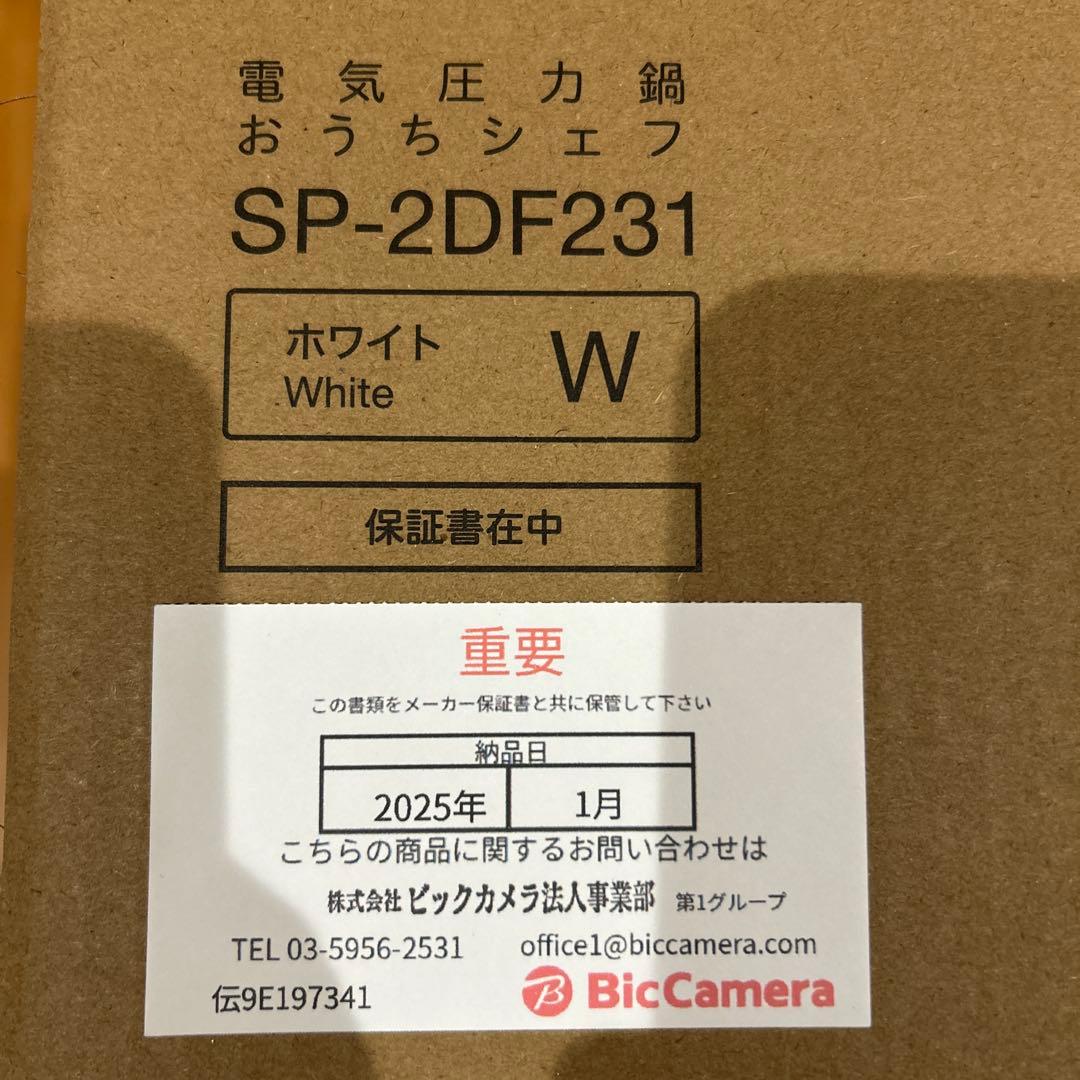 電気圧力鍋
おうちシェフ
SP-2DF231
ホワイト W
White
保証書在中
重要
この書類をメーカー保証書と共に保管して下さい
納品日
2025年 1月
こちらの商品に関するお問い合わせは
株式会社 ビックカメラ法人事業部 第1グループ
TEL 03-5956-2531 office1@biccamera.com
伝9E197341 BicCamera